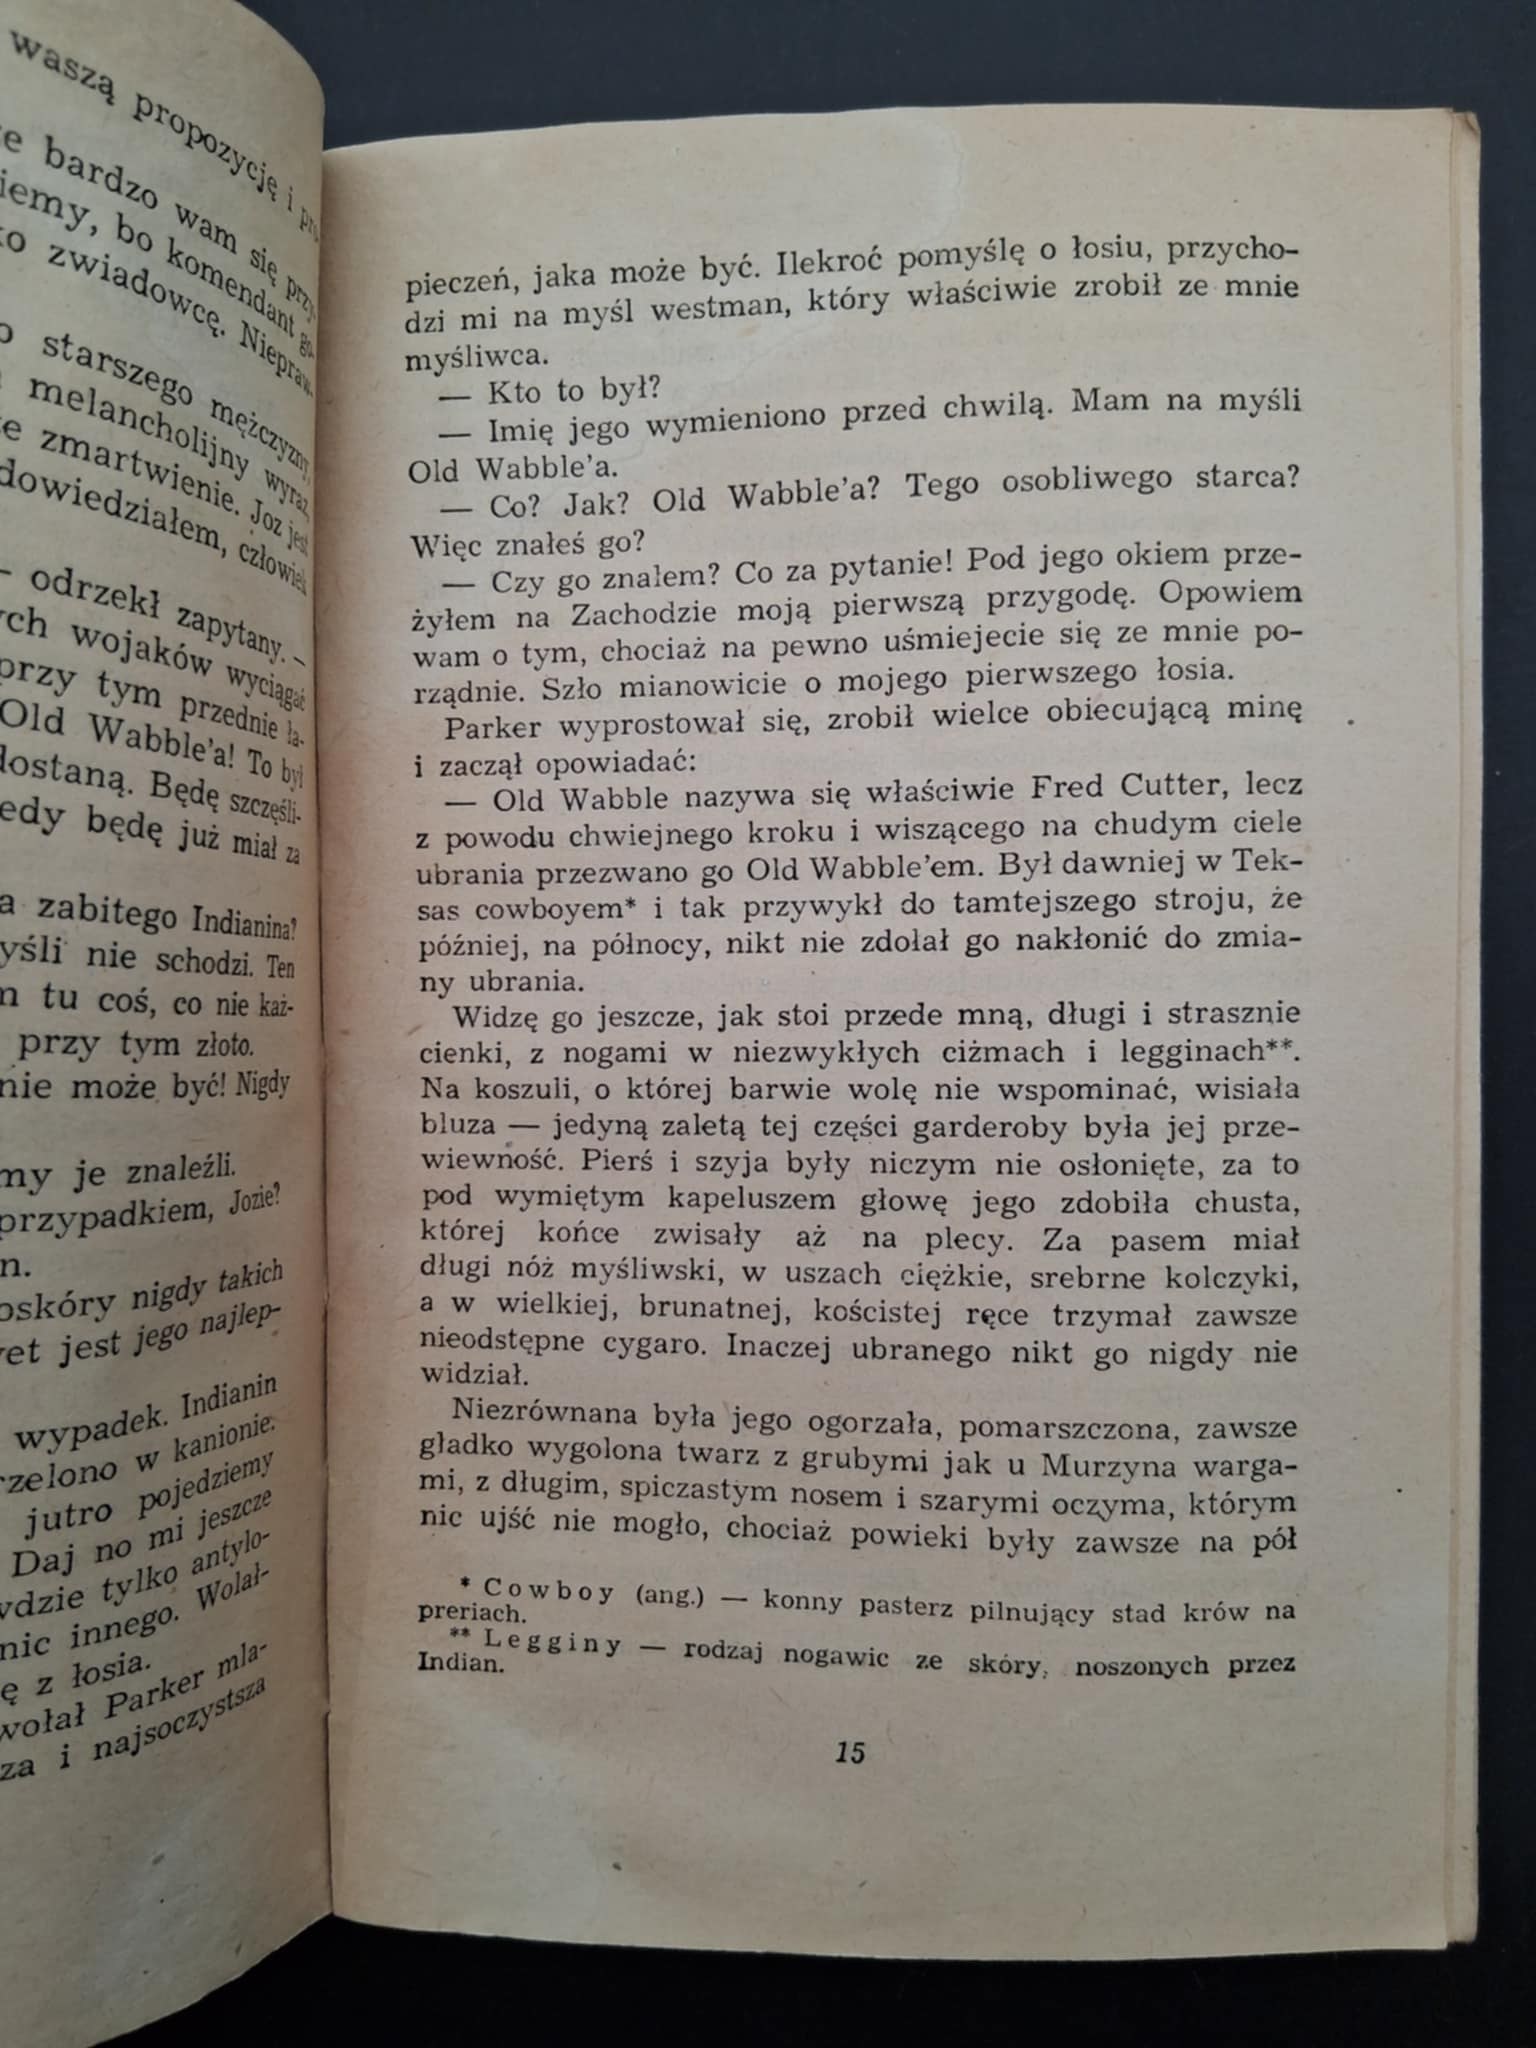 waszą propozycję i
bardzo wam się
bo komendant
zwiadowcę.
starszego mężczyzny,
melancholijny
zmartwienie. Joz jest
człowiek
— odrzekł zapytany. —
wojaków wyciągać
przy tym przednie ła-
Old Wabble'a! To był
dostaną. Będę szczęśli-
będę już miał za
zabitego Indianina?
nie schodzi. Ten
tu coś, co nie każ-
przy tym złoto.
nie może być! Nigdy
je znaleźli.
przypadkiem, Jozie?
nigdy takich
jest jego najlep-
wypadek. Indianin
w kanionie.
jutro pojedziemy
Daj no mi jeszcze
tylko antylo-
nic innego. Wolał-
z łosia.
Parker mla-
i najsoczystsza
pieczeń, jaka może być. Ilekroć pomyślę o łosiu, przycho-
dzi mi na myśl westman, który właściwie zrobił ze mnie
myśliwca.
— Kto to był?
— Imię jego wymieniono przed chwilą. Mam na myśli
Old Wabble'a.
— Co? Jak? Old Wabble'a? Tego osobliwego starca?
Więc znałeś go?
— Czy go znałem? Co za pytanie! Pod jego okiem prze-
żyłem na Zachodzie moją pierwszą przygodę. Opowiem
wam o tym, chociaż na pewno uśmiejecie się ze mnie po-
rządnie. Szło mianowicie o mojego pierwszego łosia.
Parker wyprostował się, zrobił wielce obiecującą minę
i zaczął opowiadać:
— Old Wabble nazywa się właściwie Fred Cutter, lecz
z powodu chwiejnego kroku i wiszącego na chudym ciele
ubrania przezwano go Old Wabble'em. Był dawniej w Tek-
sas cowboyem* i tak przywykł do tamtejszego stroju, że
później, na północy, nikt nie zdołał go nakłonić do zmia-
ny ubrania.
Widzę go jeszcze, jak stoi przede mną, długi i strasznie
cienki, z nogami w niezwykłych ciżmach i legginach**.
Na koszuli, o której barwie wolę nie wspominać, wisiała
bluza — jedyną zaletą tej części garderoby była jej prze-
wiewność. Pierś i szyja były niczym nie osłonięte, za to
pod wymiętym kapeluszem głowę jego zdobiła chusta,
której końce zwisały aż na plecy. Za pasem miał
długi nóż myśliwski, w uszach ciężkie, srebrne kolczyki,
a w wielkiej, brunatnej, kościstej ręce trzymał zawsze
nieodstępne cygaro. Inaczej ubranego nikt go nigdy nie
widział.
Niezrównana była jego ogorzała, pomarszczona, zawsze
gładko wygolona twarz z grubymi jak u Murzyna warga-
mi, z długim, spiczastym nosem i szarymi oczyma, którym
nic ujść nie mogło, chociaż powieki były zawsze na pół
* Cowboy (ang.) — konny pasterz pilnujący stad krów na
preriach.
** Legginy — rodzaj nogawic ze skóry, noszonych przez
Indian.
15